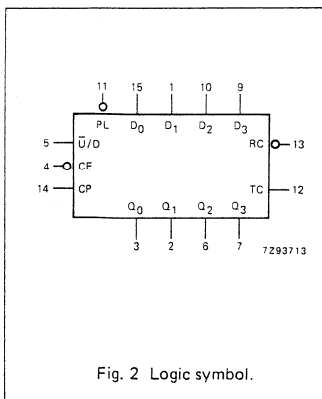 11 15 1 10 9
PL D0 D1 D2 D3
5 Ū/D RC 13
4 CE
14 CP TC 12
Q0 Q1 Q2 Q3
3 2 6 7 7Z93713
Fig. 2 Logic symbol.